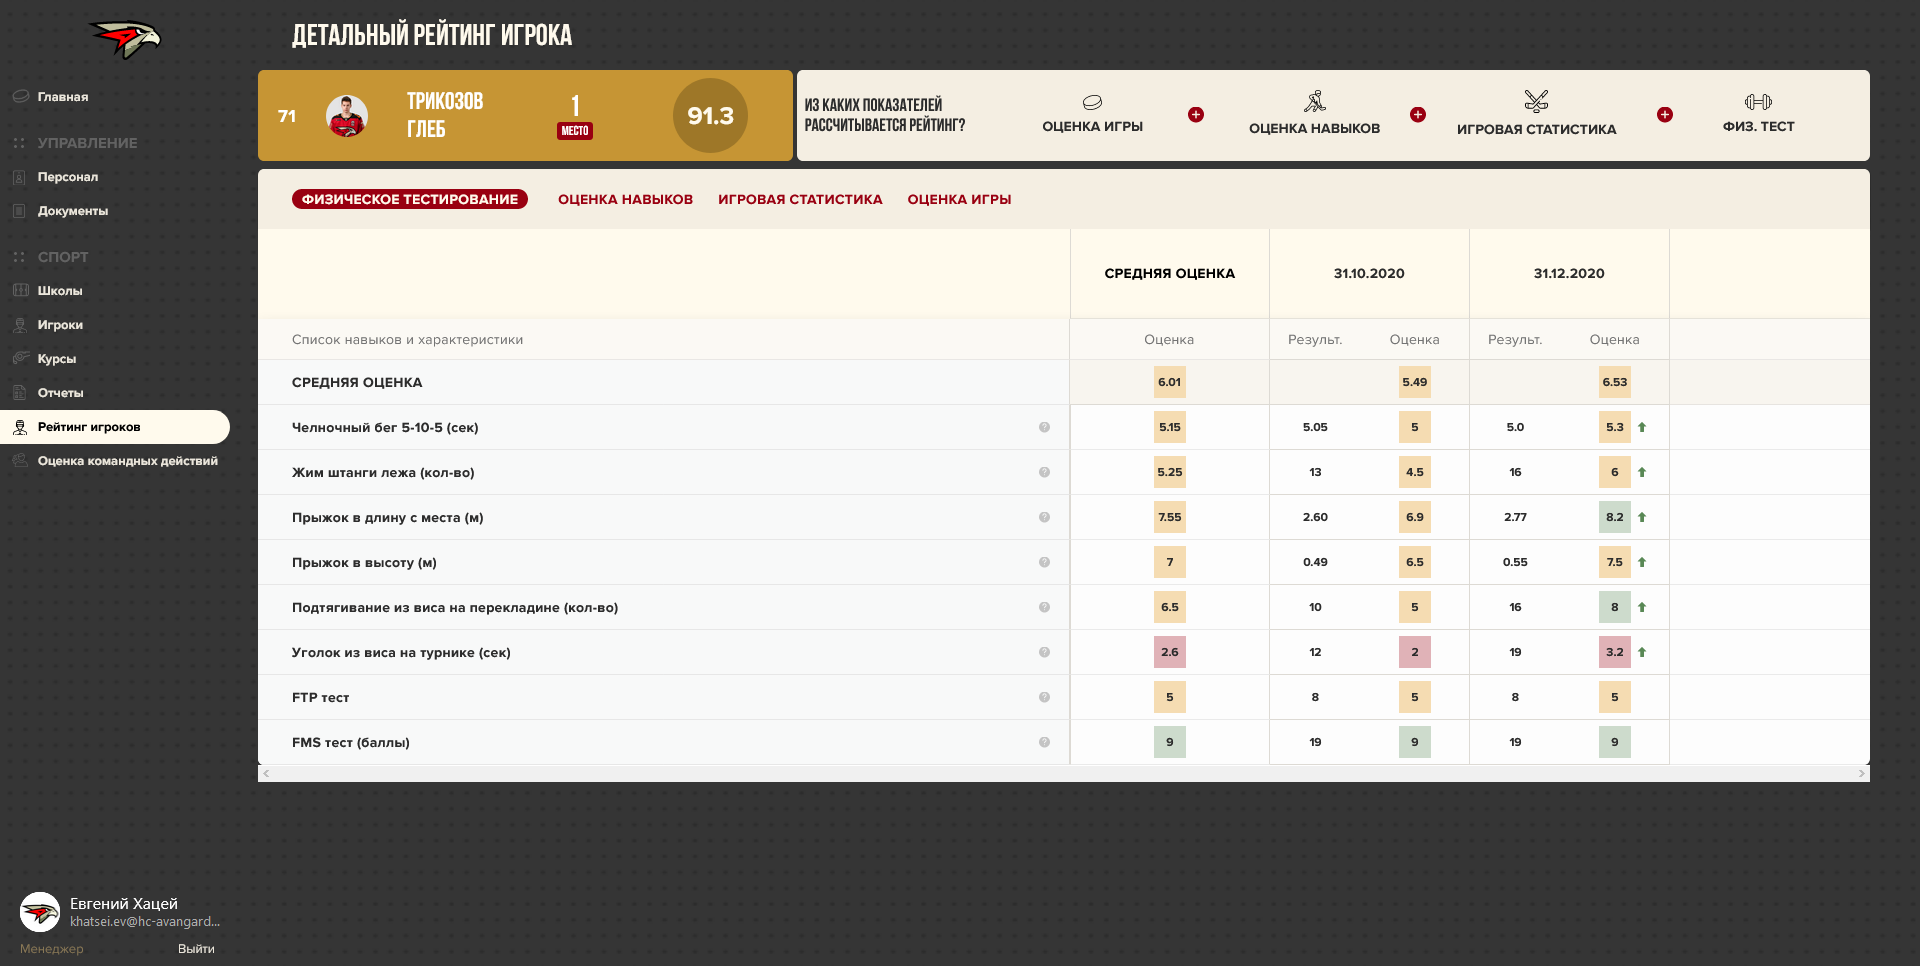 ДЕТАЛЬНЫЙ РЕЙТИНГ ИГРОКА
Главная
УПРАВЛЕНИЕ
Персонал
Документы
СПОРТ
Школы
Игроки
Курсы
Отчеты
Рейтинг игроков
Оценка командных действий
71
ТРИКОЗОВ
ГЛЕБ
1
МЕСТО
91.3
ИЗ КАКИХ ПОКАЗАТЕЛЕЙ
РАССЧИТЫВАЕТСЯ РЕЙТИНГ?
ОЦЕНКА ИГРЫ + ОЦЕНКА НАВЫКОВ + ИГРОВАЯ СТАТИСТИКА + ФИЗ. ТЕСТ
ФИЗИЧЕСКОЕ ТЕСТИРОВАНИЕ ОЦЕНКА НАВЫКОВ ИГРОВАЯ СТАТИСТИКА ОЦЕНКА ИГРЫ
СРЕДНЯЯ ОЦЕНКА 31.10.2020 31.12.2020
Список навыков и характеристики Оценка Результ. Оценка Результ. Оценка
СРЕДНЯЯ ОЦЕНКА 6.01 5.49 6.53
Челночный бег 5-10-5 (сек) ? 5.15 5.05 5 5.0 5.3
Жим штанги лежа (кол-во) ? 5.25 13 4.5 16 6
Прыжок в длину с места (м) ? 7.55 2.60 6.9 2.77 8.2
Прыжок в высоту (м) ? 7 0.49 6.5 0.55 7.5
Подтягивание из виса на перекладине (кол-во) ? 6.5 10 5 16 8
Уголок из виса на турнике (сек) ? 2.6 12 2 19 3.2
FTP тест ? 5 8 5 8 5
FMS тест (баллы) ? 9 19 9 19 9
Евгений Хацей
khatsei.ev@hc-avangard...
Менеджер Выйти